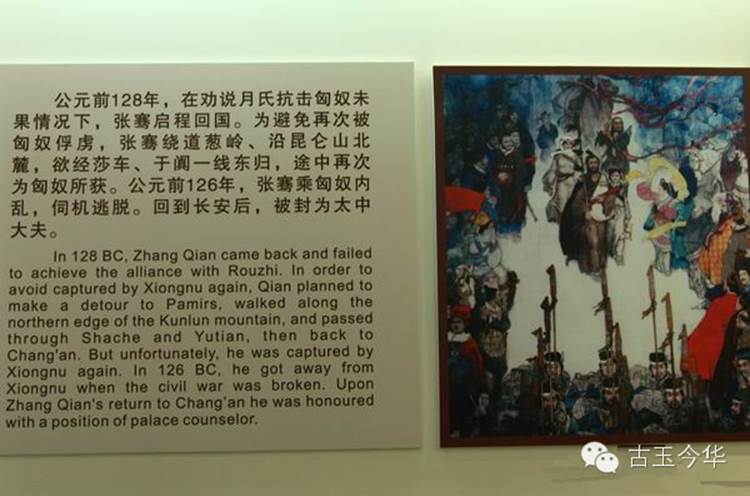 公元前128年，在劝说月氏抗击匈奴未
果情况下，张骞启程回国。为避免再次被
匈奴俘虏，张骞绕道葱岭、沿昆仑山北
麓，欲经莎车、于阗一线东归，途中再次
为匈奴所获。公元前126年，张骞乘匈奴内
乱，伺机逃脱。回到长安后，被封为太中
大夫。
In 128 BC, Zhang Qian came back and failed
to achieve the alliance with Rouzhi. In order to
avoid captured by Xiongnu again, Qian planned to
make a detour to Pamirs, walked along the
northern edge of the Kunlun mountain, and passed
through Shache and Yutian, then back to
Chang'an. But unfortunately, he was captured by
Xiongnu again. In 126 BC, he got away from
Xiongnu when the civil war was broken. Upon
Zhang Qian's return to Chang'an he was honoured
with a position of palace counselor.
古玉今华